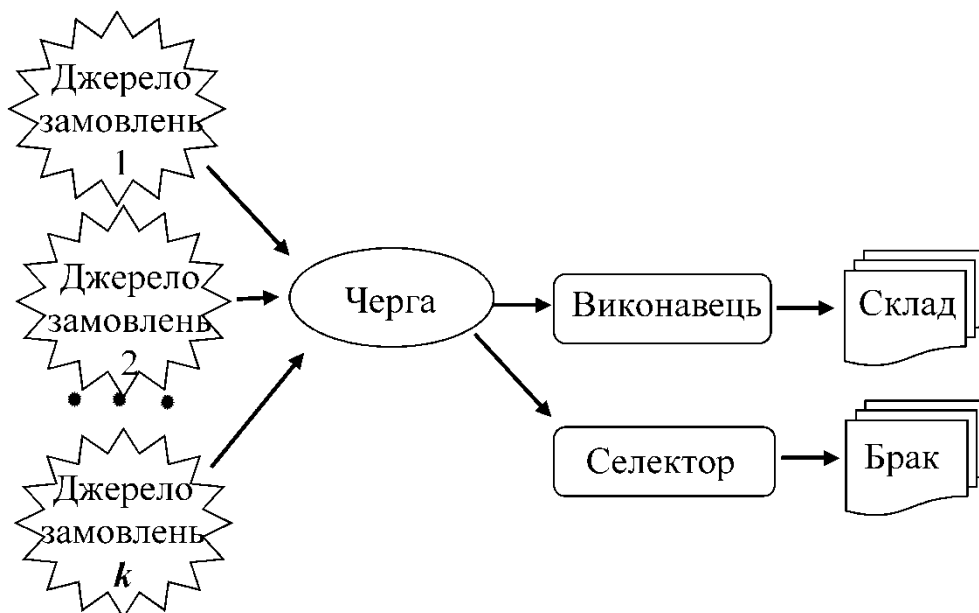 Джерело
замовлень
1
Джерело
замовлень
2
Джерело
замовлень
k
Черга
Виконавець
Склад
Селектор
Брак